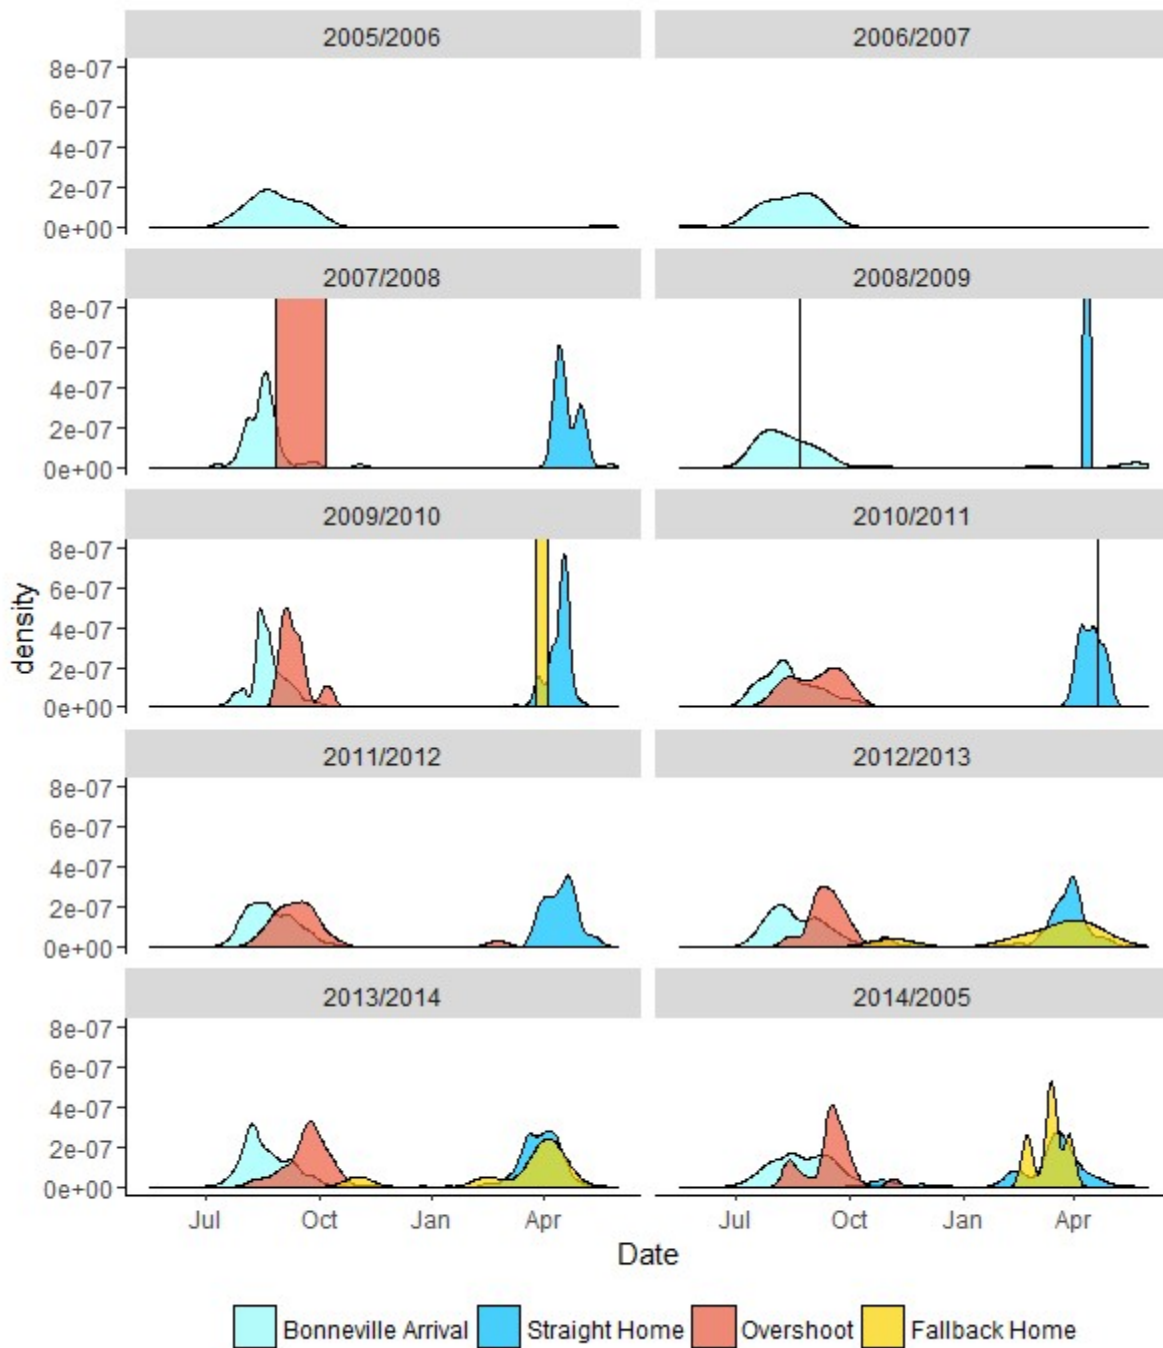 2005/2006 2006/2007
8e-07
6e-07
4e-07
2e-07
0e+00
2007/2008 2008/2009
8e-07
6e-07
4e-07
2e-07
0e+00
2009/2010 2010/2011
8e-07
6e-07
4e-07
2e-07
0e+00
density
2011/2012 2012/2013
8e-07
6e-07
4e-07
2e-07
0e+00
2013/2014 2014/2005
8e-07
6e-07
4e-07
2e-07
0e+00
Jul Oct Jan Apr Jul Oct Jan Apr
Date
Bonneville Arrival Straight Home Overshoot Fallback Home